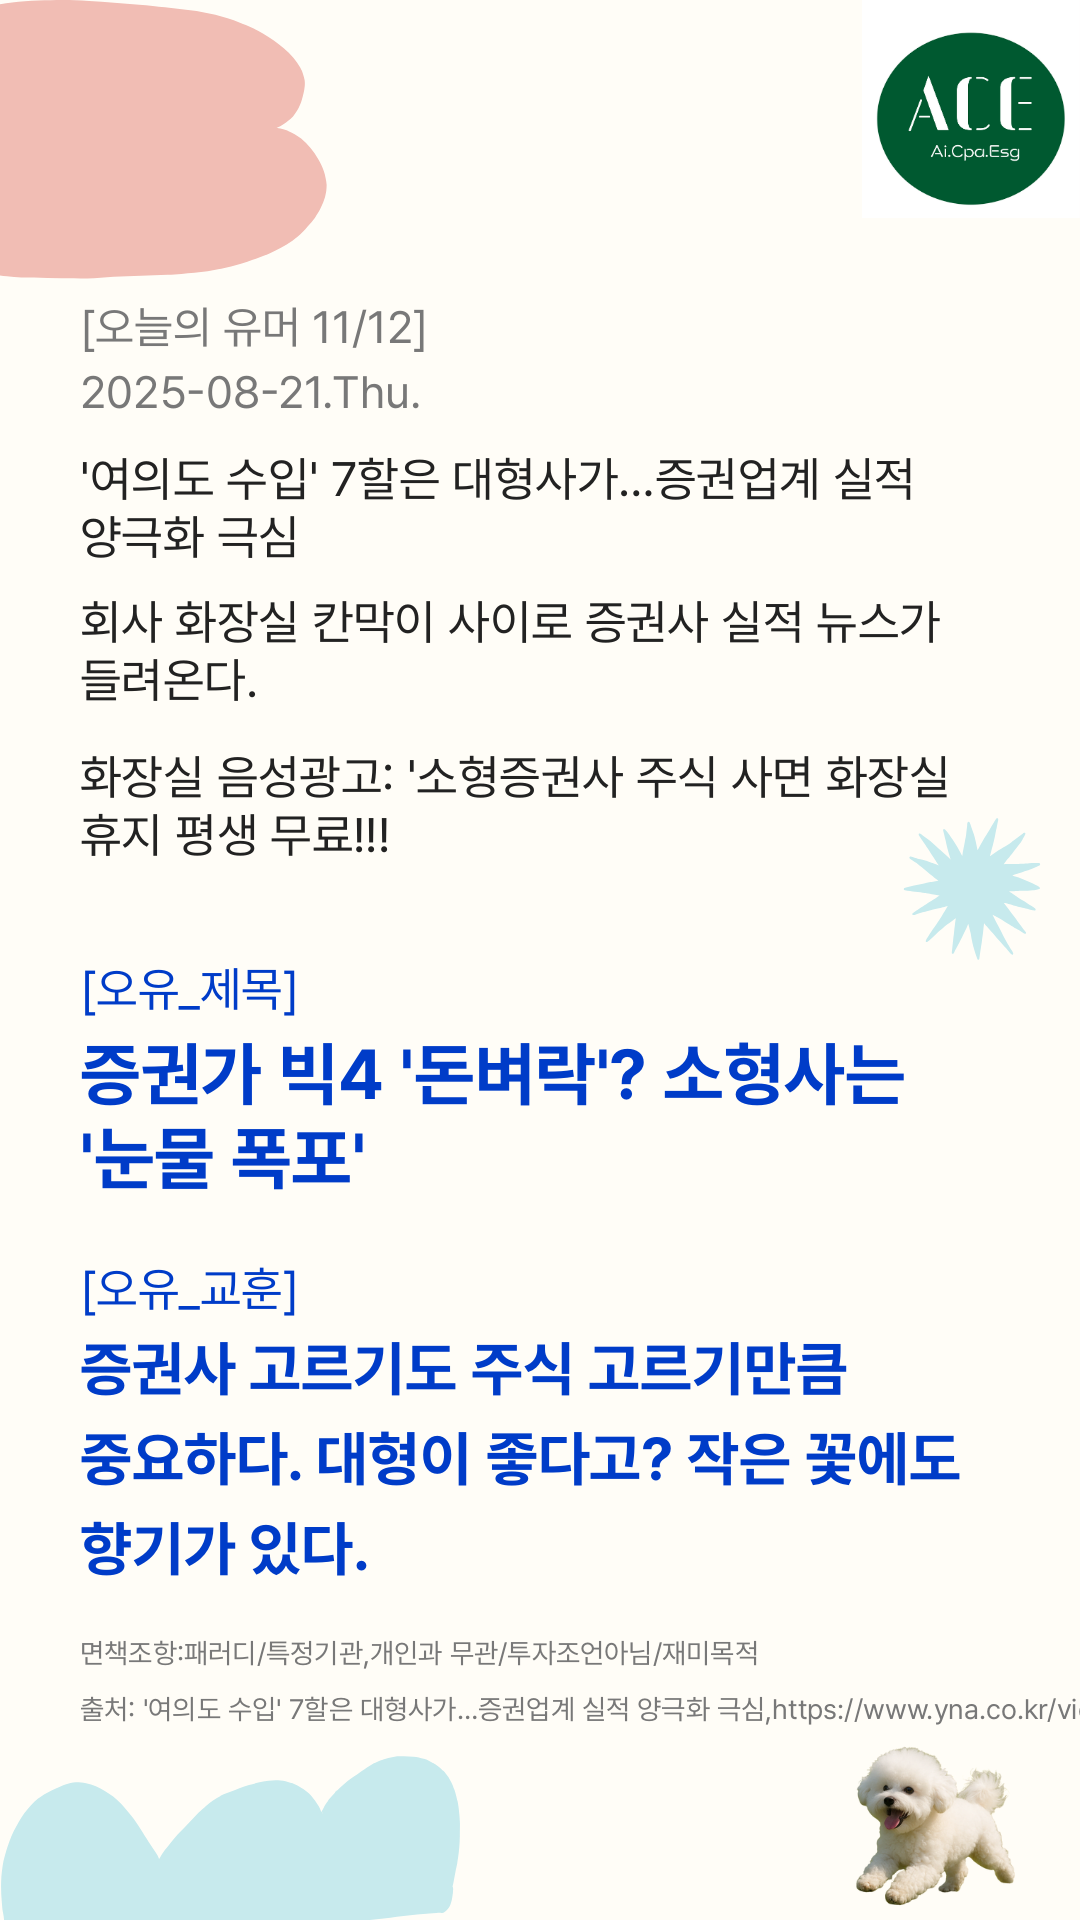 ACE
Ai.Cpa.Esg
[오늘의 유머 11/12]
2025-08-21.Thu.
'여의도 수입' 7할은 대형사가…증권업계 실적
양극화 극심
회사 화장실 칸막이 사이로 증권사 실적 뉴스가
들려온다.
화장실 음성광고: '소형증권사 주식 사면 화장실
휴지 평생 무료!!!
[오유_제목]
증권가 빅4 '돈벼락'? 소형사는
'눈물 폭포'
[오유_교훈]
증권사 고르기도 주식 고르기만큼
중요하다. 대형이 좋다고? 작은 꽃에도
향기가 있다.
면책조항:패러디/특정기관,개인과 무관/투자조언아님/재미목적
출처: '여의도 수입' 7할은 대형사가…증권업계 실적 양극화 극심,https://www.yna.co.kr/vi